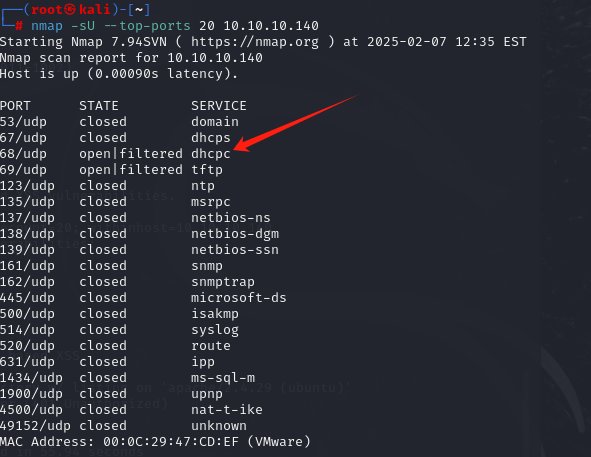 (root㉿kali)-[~]
# nmap -sU --top-ports 20 10.10.10.140
Starting Nmap 7.94SVN ( https://nmap.org ) at 2025-02-07 12:35 EST
Nmap scan report for 10.10.10.140
Host is up (0.00090s latency).
PORT STATE SERVICE
53/udp closed domain
67/udp closed dhcps
68/udp open|filtered dhcpc
69/udp open|filtered tftp
123/udp closed ntp
135/udp closed msrpc
137/udp closed netbios-ns
138/udp closed netbios-dgm
139/udp closed netbios-ssn
161/udp closed snmp
162/udp closed snmptrap
445/udp closed microsoft-ds
500/udp closed isakmp
514/udp closed syslog
520/udp closed route
631/udp closed ipp
1434/udp closed ms-sql-m
1900/udp closed upnp
4500/udp closed nat-t-ike
49152/udp closed unknown
MAC Address: 00:0C:29:47:CD:EF (VMware)